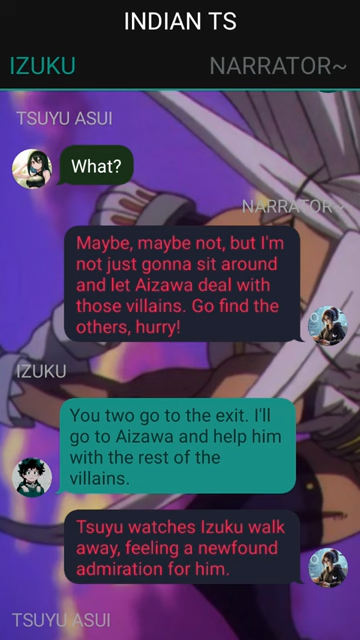 INDIAN TS
IZUKU NARRATOR~
TSUYU ASUI
What?
NARRATOR~
Maybe, maybe not, but I'm
not just gonna sit around
and let Aizawa deal with
those villains. Go find the
others, hurry!
IZUKU
You two go to the exit. I'll
go to Aizawa and help him
with the rest of the
villains.
Tsuyu watches Izuku walk
away, feeling a newfound
admiration for him.
TSUYU ASUI